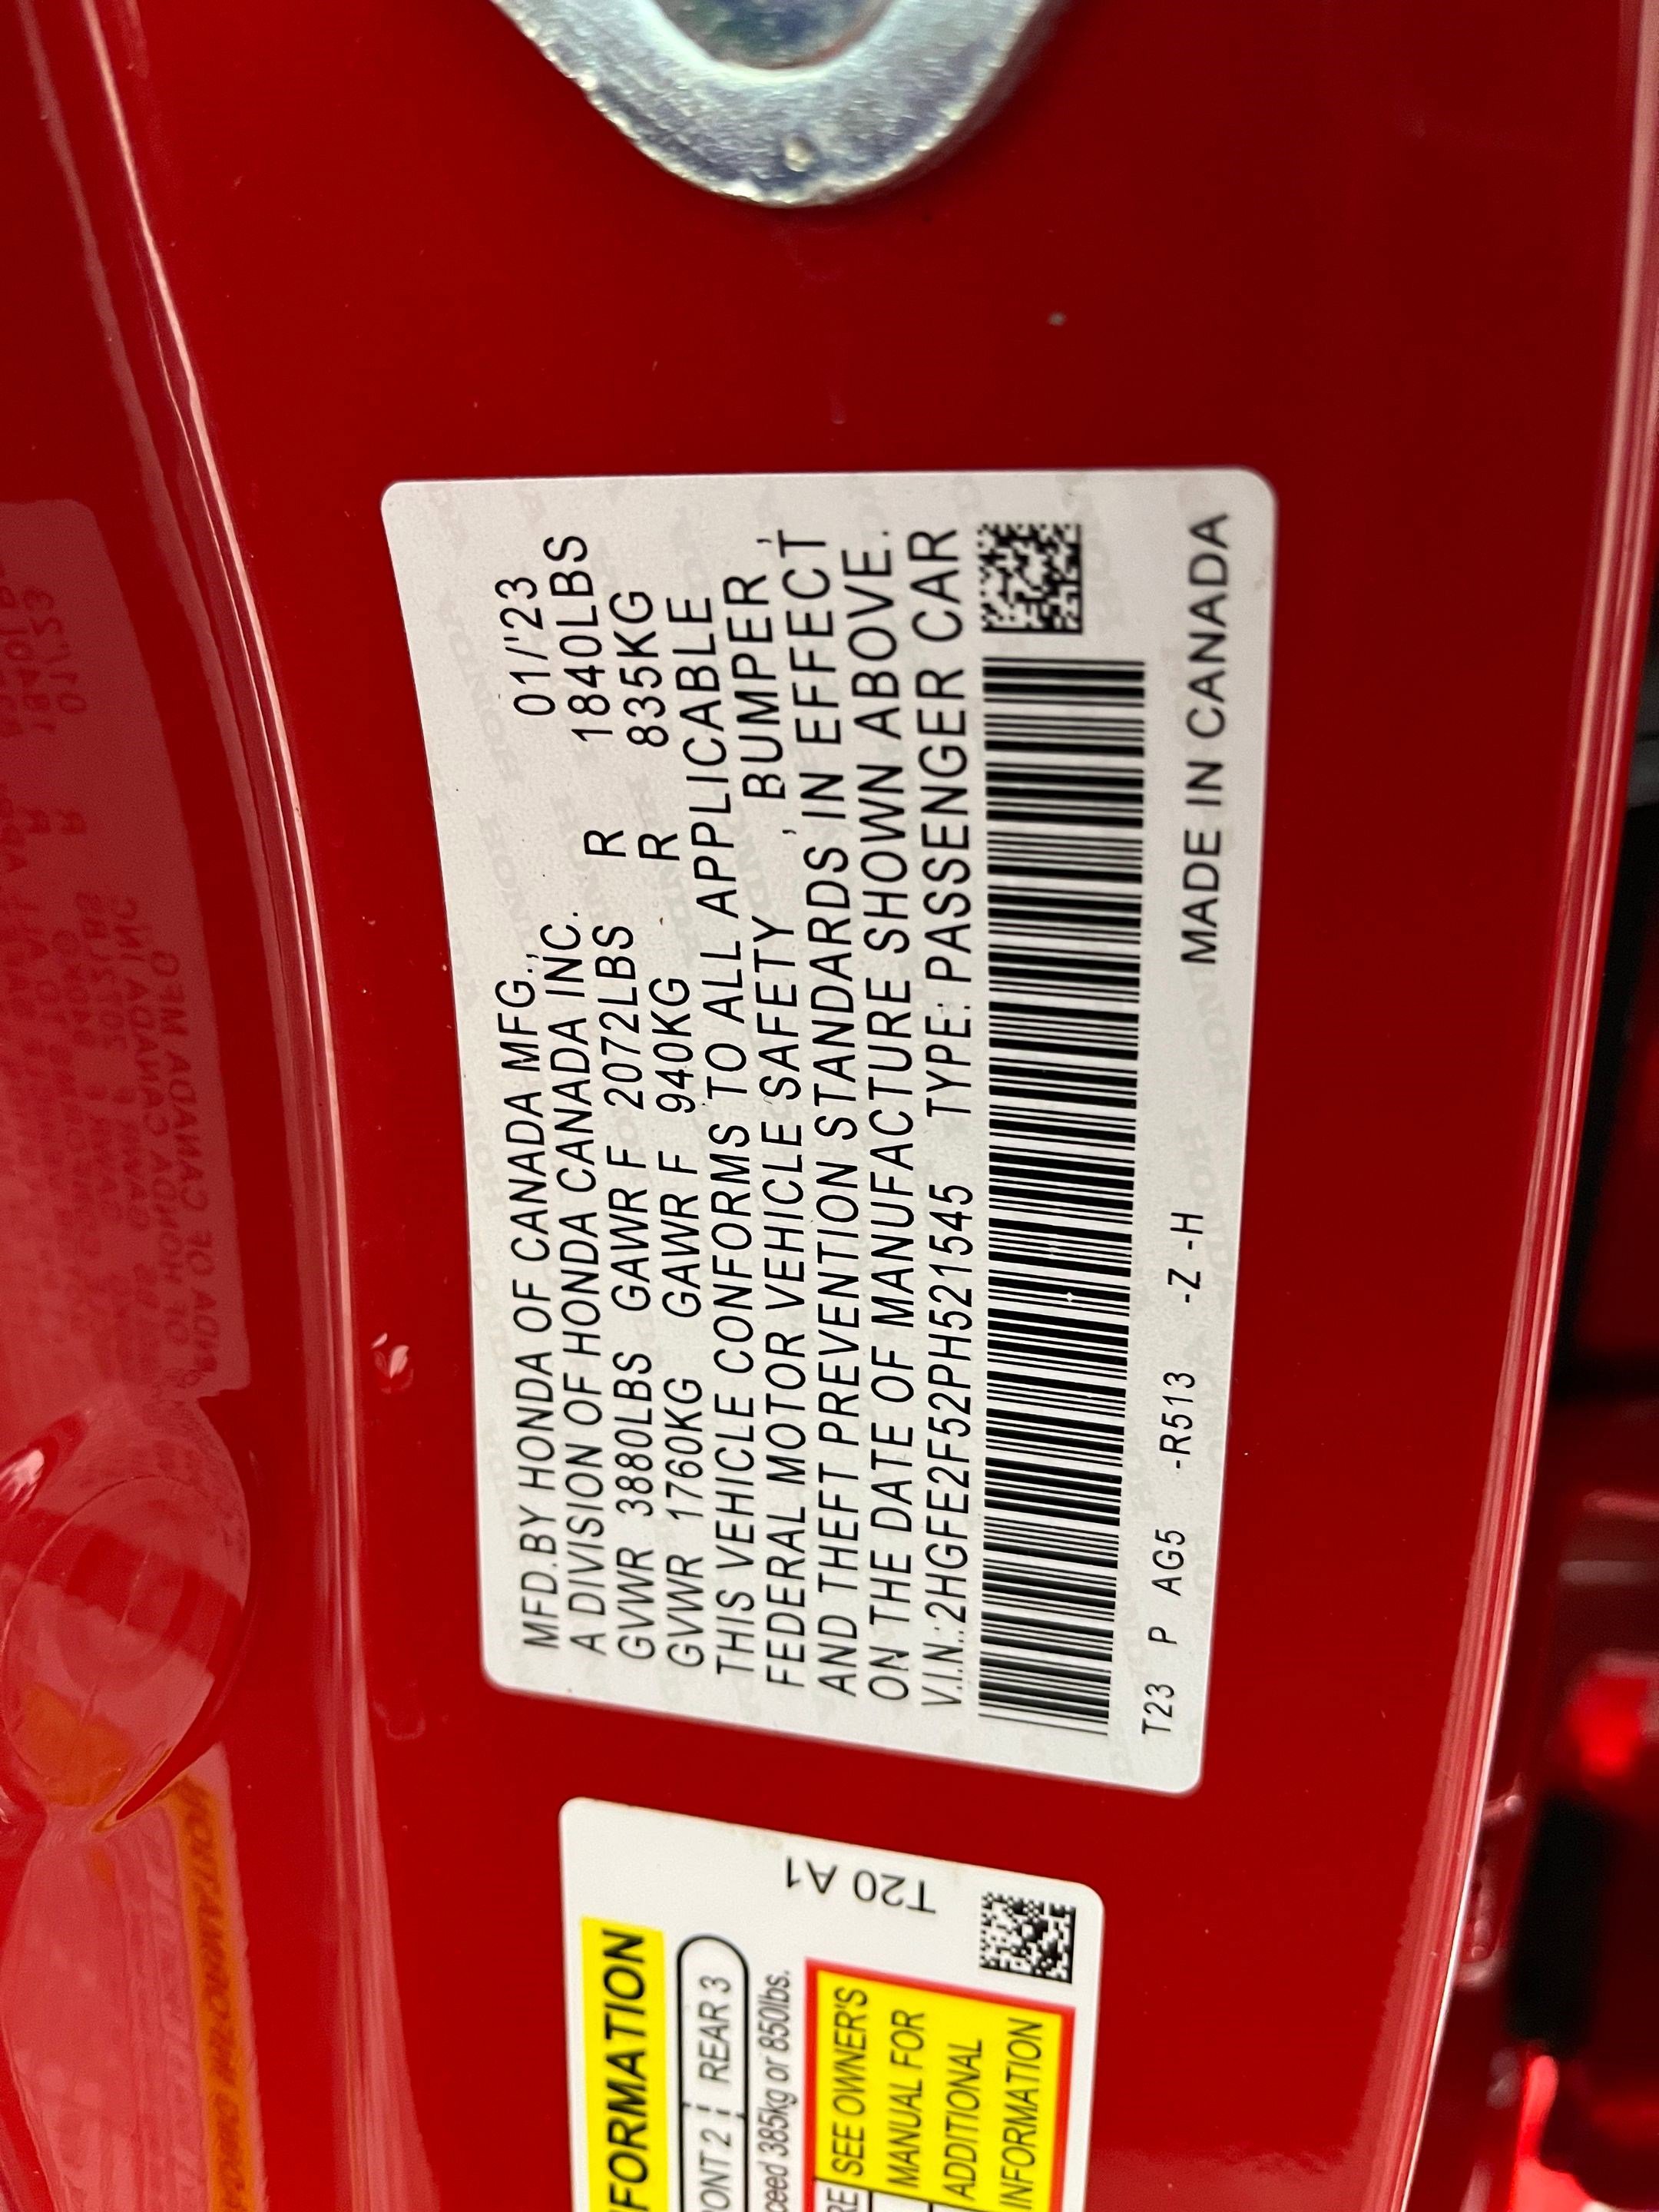 MFD.BY HONDA OF CANADA MFG., 01/'23
A DIVISION OF HONDA CANADA INC.
GVWR 3880LBS GAWR F 2072LBS R 1840LBS
GVWR 1760KG GAWR F 940KG R 835KG
THIS VEHICLE CONFORMS TO ALL APPLICABLE
FEDERAL MOTOR VEHICLE SAFETY , BUMPER ,
AND THEFT PREVENTION STANDARDS IN EFFECT
ON THE DATE OF MANUFACTURE SHOWN ABOVE.
V.I.N.:2HGFE2F52PH521545 TYPE: PASSENGER CAR
T23 P AG5 -R513 -Z -H MADE IN CANADA
T20 A1
FORMATION
ONT 2 REAR 3
ceed 385kg or 850lbs.
RE SEE OWNER'S
MANUAL FOR
ADDITIONAL
INFORMATION